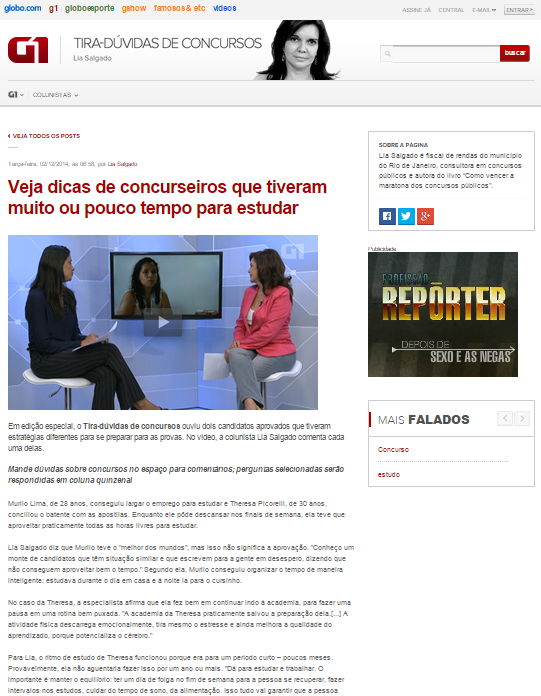 globo.com g1 globoesporte gshow famosos & etc vídeos
ASSINE JÁ CENTRAL E-MAIL ENTRAR
G1 TIRA-DÚVIDAS DE CONCURSOS
Lia Salgado
buscar
G1 COLUNISTAS
VEJA TODOS OS POSTS
Terça-feira, 02/12/2014, às 06:58, por Lia Salgado
Veja dicas de concurseiros que tiveram
muito ou pouco tempo para estudar
G1
Em edição especial, o Tira-dúvidas de concursos ouviu dois candidatos aprovados que tiveram
estratégias diferentes para se preparar para as provas. No vídeo, a colunista Lia Salgado comenta cada
uma delas.
Mande dúvidas sobre concursos no espaço para comentários; perguntas selecionadas serão
respondidas em coluna quinzenal
Murilo Lima, de 28 anos, conseguiu largar o emprego para estudar e Theresa Picorelli, de 30 anos,
conciliou o batente com as apostilas. Enquanto ele pôde descansar nos finais de semana, ela teve que
aproveitar praticamente todas as horas livres para estudar.
Lia Salgado diz que Murilo teve o "melhor dos mundos", mas isso não significa a aprovação. "Conheço um
monte de candidatos que têm situação similar e que escrevem para a gente em desespero, dizendo que
não conseguem aproveitar bem o tempo." Segundo ela, Murilo conseguiu organizar o tempo de maneira
inteligente: estudava durante o dia em casa e à noite ia para o cursinho.
No caso da Theresa, a especialista afirma que ela fez bem em continuar indo à academia, para fazer uma
pausa em uma rotina bem puxada. "A academia da Theresa praticamente salvou a preparação dela.[...] A
atividade física descarrega emocionalmente, tira mesmo o estresse e ainda melhora a qualidade do
aprendizado, porque potencializa o cérebro."
Para Lia, o ritmo de estudo de Theresa funcionou porque era para um período curto – poucos meses.
Provavelmente, ela não aguentaria fazer isso por um ano ou mais. "Dá para estudar e trabalhar. O
importante é manter o equilíbrio: ter um dia de folga no fim de semana para a pessoa se recuperar, fazer
intervalos nos estudos, cuidar do tempo de sono, da alimentação. Isso tudo vai garantir que a pessoa
SOBRE A PÁGINA
Lia Salgado é fiscal de rendas do município
do Rio de Janeiro, consultora em concursos
públicos e autora do livro "Como vencer a
maratona dos concursos públicos".
Publicidade
PROFISSÃO
REPÓRTER
DEPOIS DE
SEXO E AS NEGAS
MAIS FALADOS
Concurso
estudo